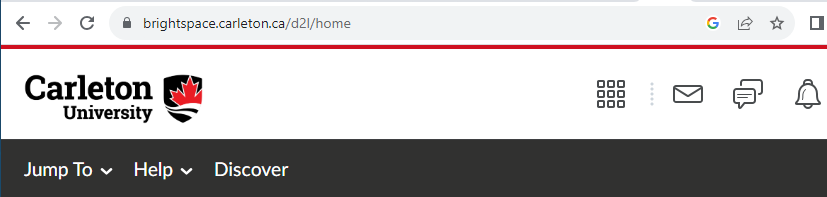 brightspace.carleton.ca/d2l/home
Carleton
University
Jump To Help Discover